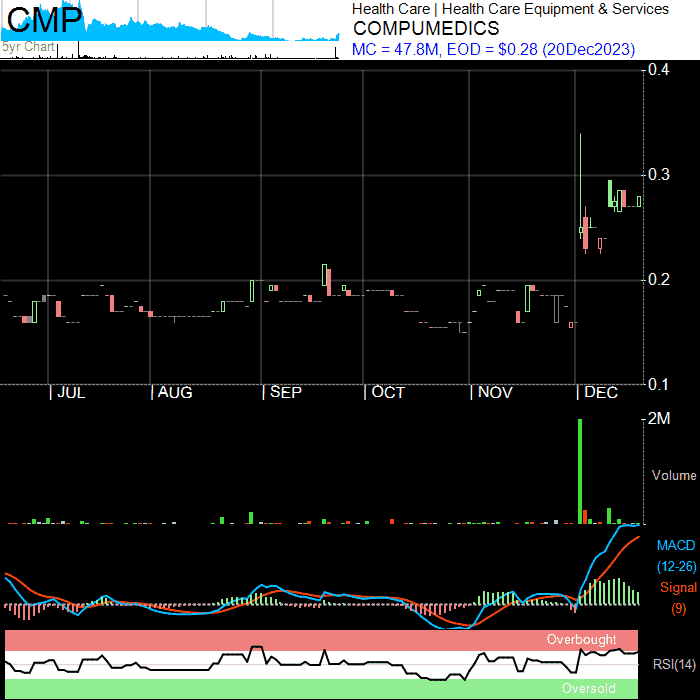 CMP
5yr Chart
Health Care | Health Care Equipment & Services
COMPUMEDICS
MC = 47.8M, EOD = $0.28 (20Dec2023)
0.4
0.3
0.2
0.1
JUL AUG SEP OCT NOV DEC
2M
Volume
MACD
(12-26)
Signal
(9)
Overbought
RSI(14)
Oversold